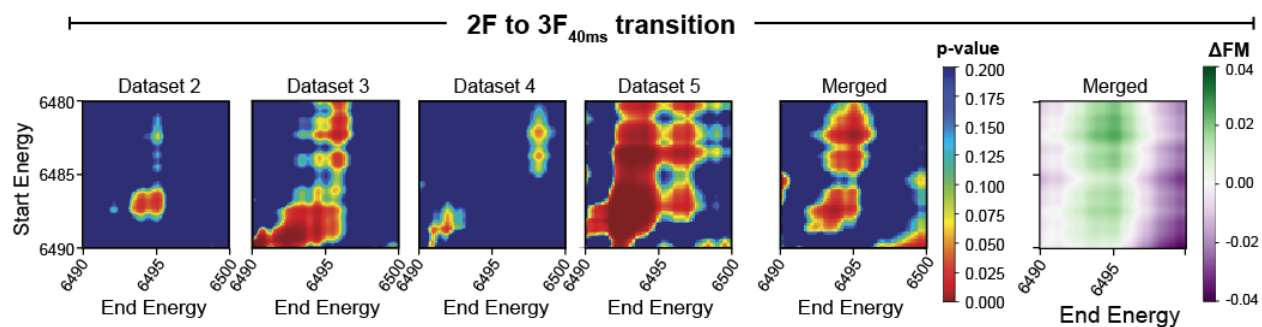 2F to 3F40ms transition
p-value
ΔFM
Dataset 2
Dataset 3
Dataset 4
Dataset 5
Merged
Merged
Start Energy
6480
6485
6490
6490
6495
6500
6490
6495
6500
6490
6495
6500
6490
6495
6500
6490
6495
6490
6495
End Energy
End Energy
End Energy
End Energy
End Energy
End Energy
0.200
0.175
0.150
0.125
0.100
0.075
0.050
0.025
0.000
0.04
0.02
0.00
-0.02
-0.04